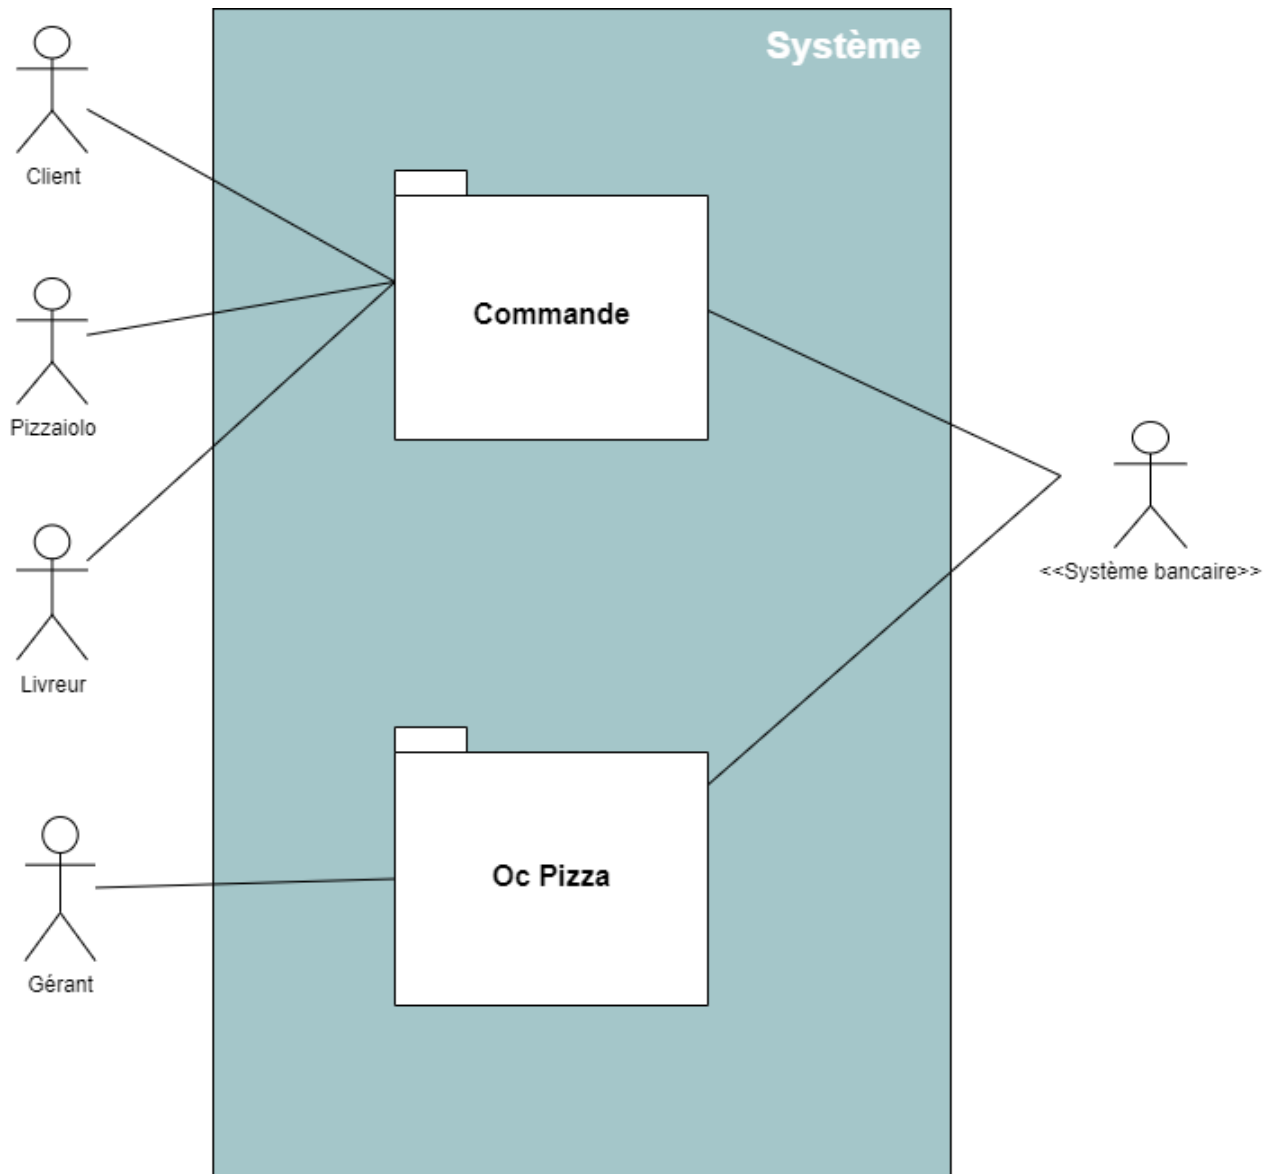 Système
Client
Commande
Pizzaiolo
<<Système bancaire>>
Livreur
Oc Pizza
Gérant